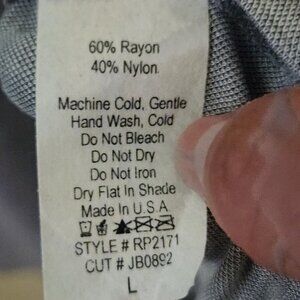 60% Rayon
40% Nylon
Machine Cold, Gentle
Hand Wash, Cold
Do Not Bleach
Do Not Dry
Do Not Iron
Dry Flat In Shade
Made In U.S.A
STYLE # RP2171
CUT # JB0892
L